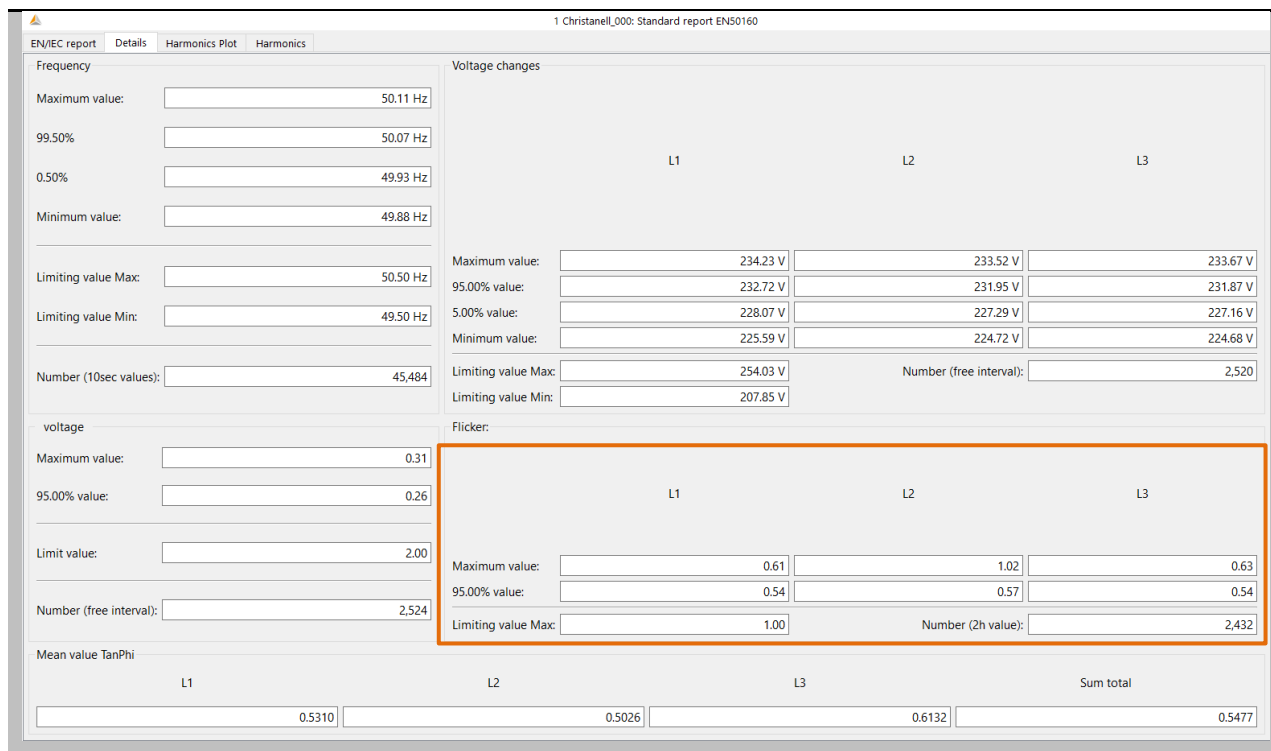 1 Christanell_000: Standard report EN50160
EN/IEC report Details Harmonics Plot Harmonics
Frequency
Maximum value: 50.11 Hz
99.50% 50.07 Hz
0.50% 49.93 Hz
Minimum value: 49.88 Hz
Limiting value Max: 50.50 Hz
Limiting value Min: 49.50 Hz
Number (10sec values): 45,484
Voltage changes
L1 L2 L3
Maximum value: 234.23 V 233.52 V 233.67 V
95.00% value: 232.72 V 231.95 V 231.87 V
5.00% value: 228.07 V 227.29 V 227.16 V
Minimum value: 225.59 V 224.72 V 224.68 V
Limiting value Max: 254.03 V Number (free interval): 2,520
Limiting value Min: 207.85 V
voltage
Maximum value: 0.31
95.00% value: 0.26
Limit value: 2.00
Number (free interval): 2,524
Flicker:
L1 L2 L3
Maximum value: 0.61 1.02 0.63
95.00% value: 0.54 0.57 0.54
Limiting value Max: 1.00 Number (2h value): 2,432
Mean value TanPhi
L1 L2 L3 Sum total
0.5310 0.5026 0.6132 0.5477